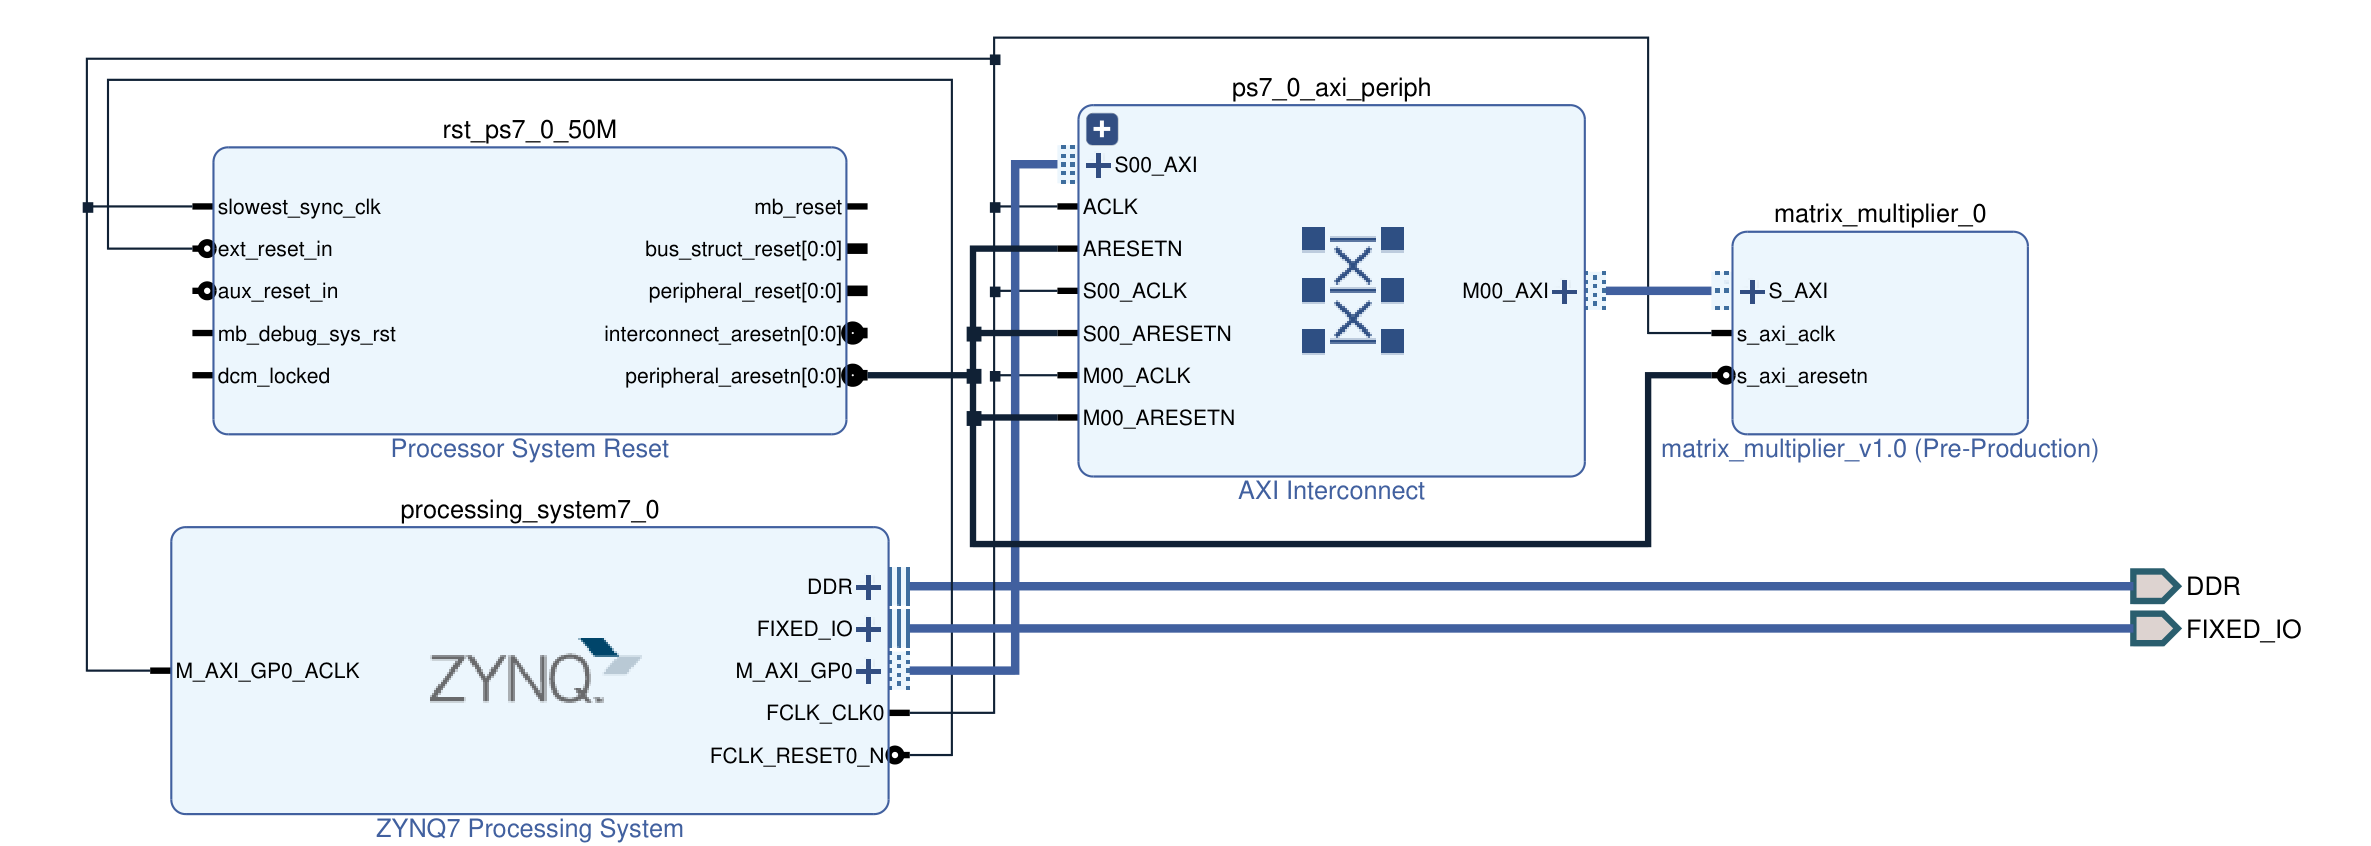 rst_ps7_0_50M
slowest_sync_clk
ext_reset_in
aux_reset_in
mb_debug_sys_rst
dcm_locked
mb_reset
bus_struct_reset[0:0]
peripheral_reset[0:0]
interconnect_aresetn[0:0]
peripheral_aresetn[0:0]
Processor System Reset
ps7_0_axi_periph
S00_AXI
ACLK
ARESETN
S00_ACLK
S00_ARESETN
M00_ACLK
M00_ARESETN
M00_AXI
AXI Interconnect
matrix_multiplier_0
S_AXI
s_axi_aclk
s_axi_aresetn
matrix_multiplier_v1.0 (Pre-Production)
processing_system7_0
M_AXI_GP0_ACLK
ZYNQ
DDR
FIXED_IO
M_AXI_GP0
FCLK_CLK0
FCLK_RESET0_N
ZYNQ7 Processing System
DDR
FIXED_IO